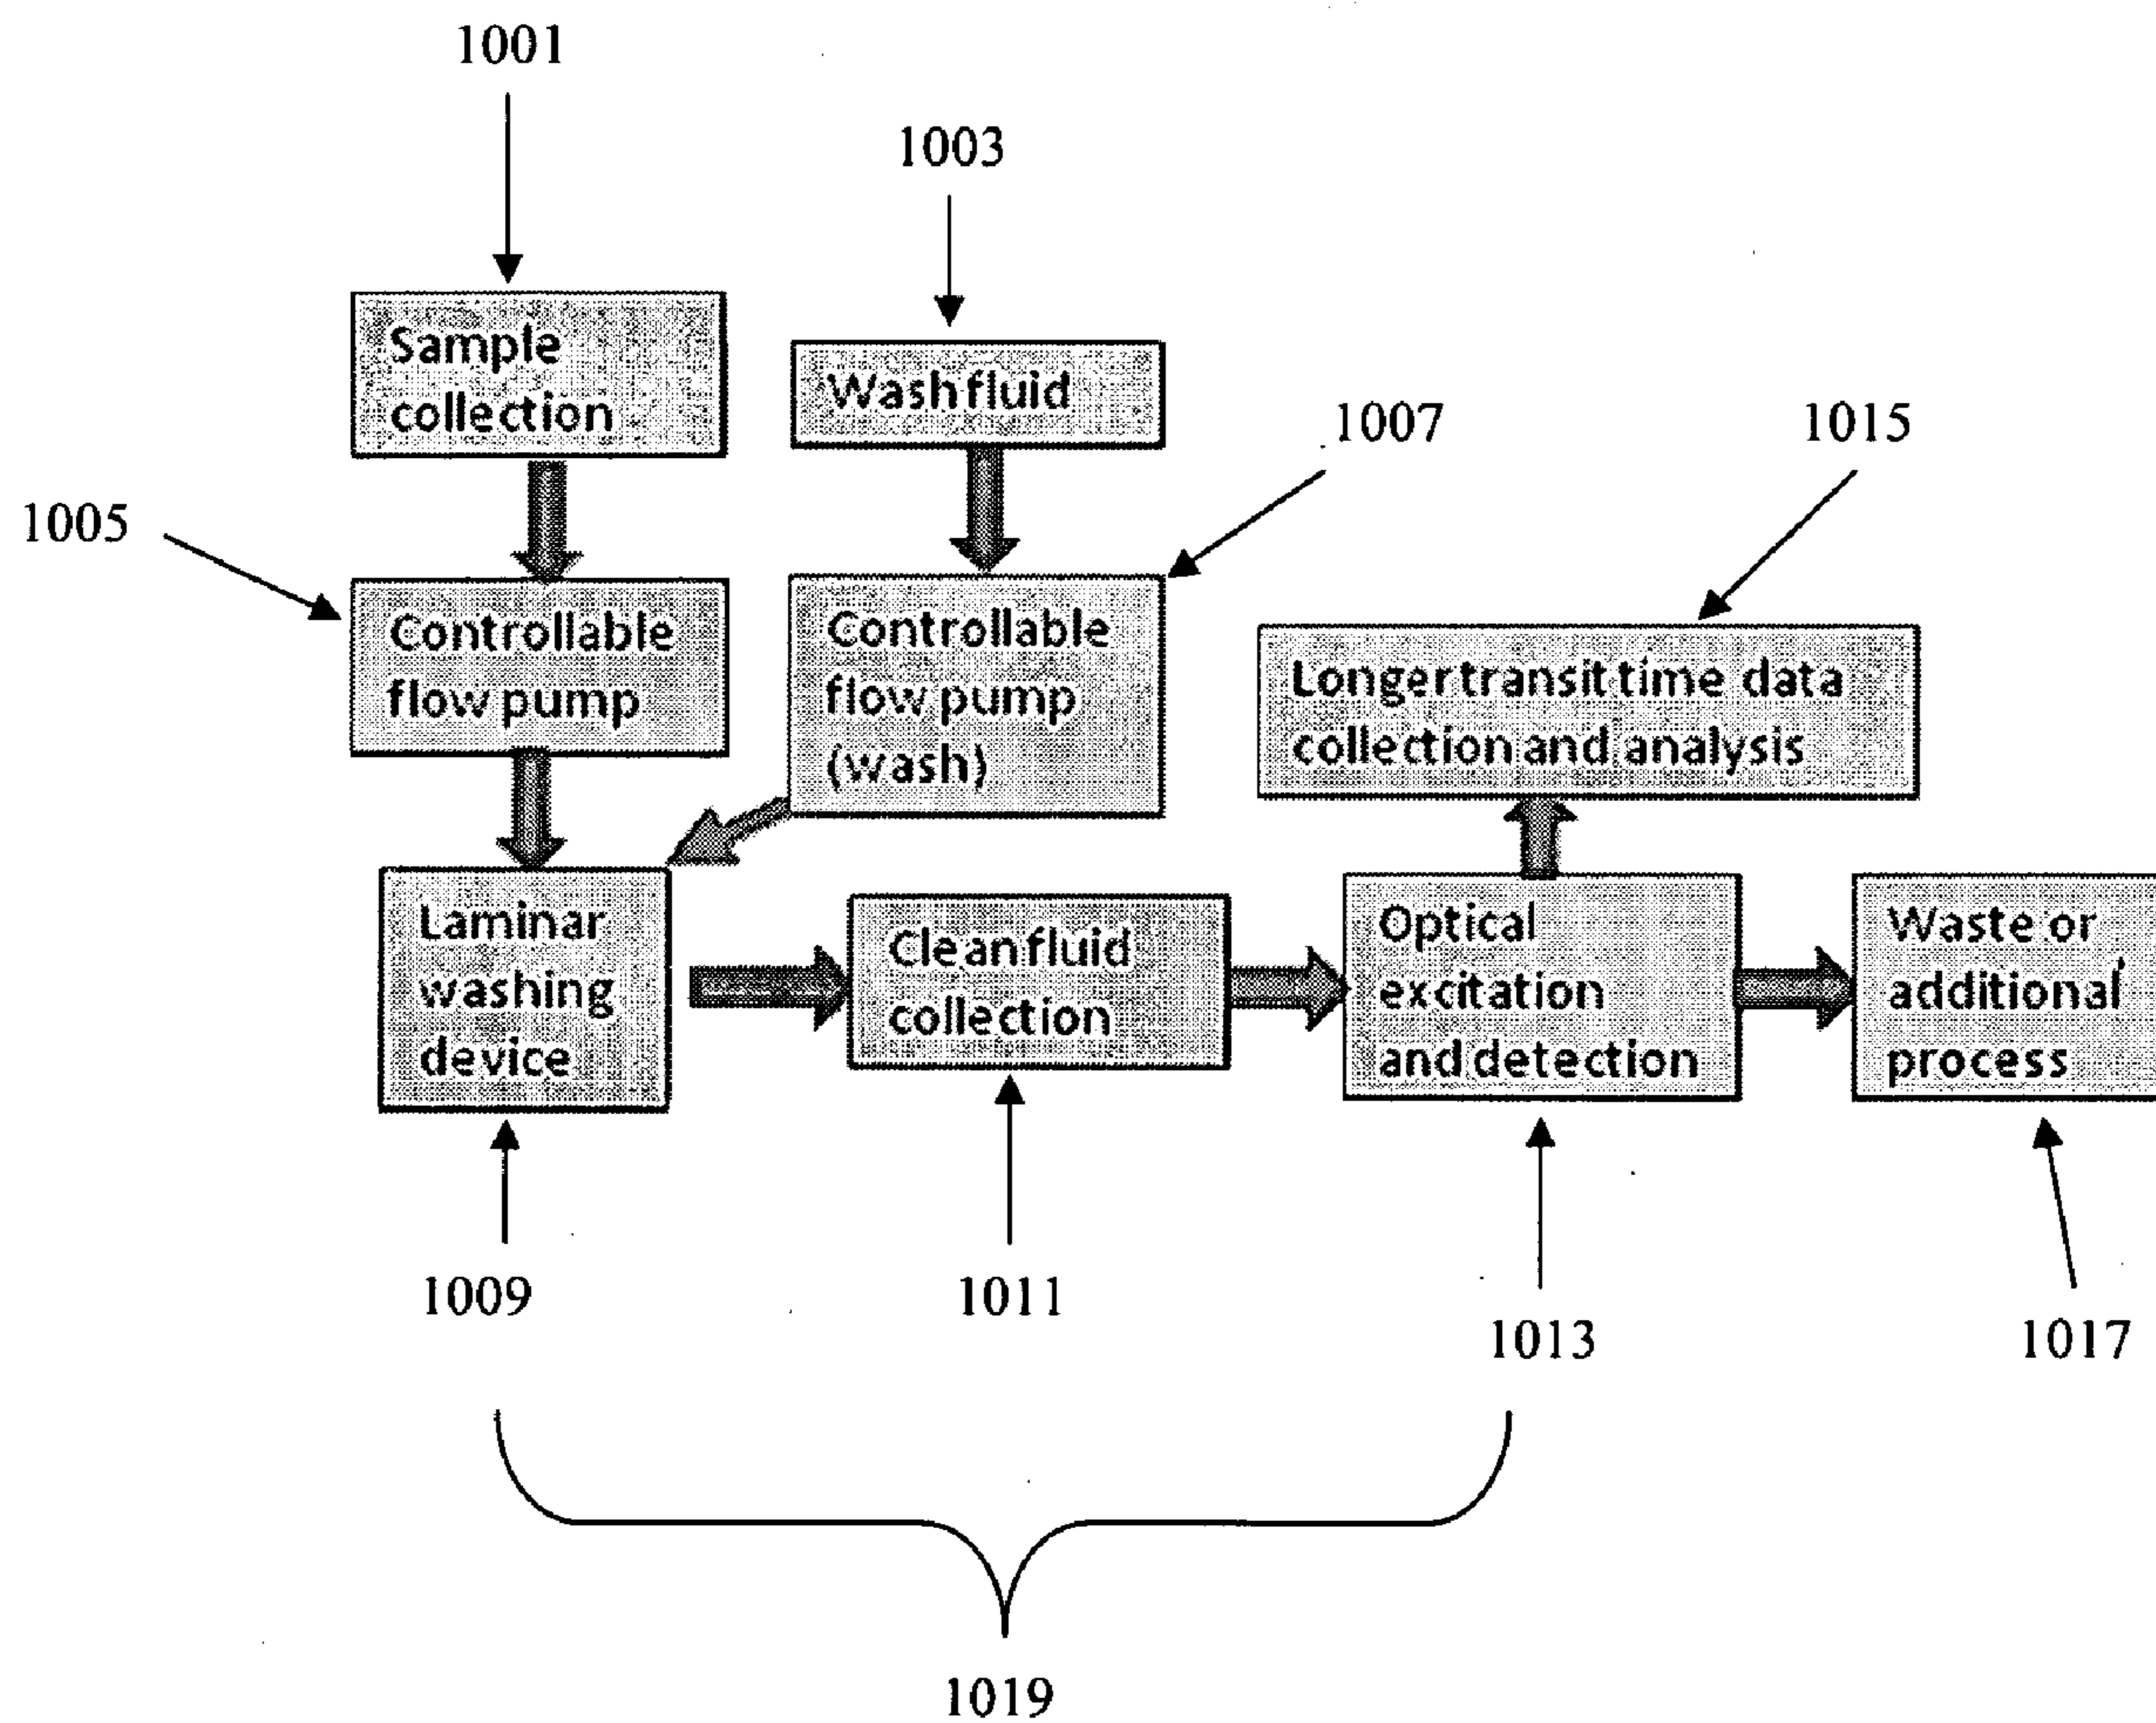 1001
1003
Sample
collection
Wash fluid
1007
1015
1005
Controllable
flow pump
Controllable
flow pump
(wash)
Longer transit time data
collection and analysis
Laminar
washing
device
Clean fluid
collection
Optical
excitation
and detection
Waste or
additional
process
1009
1011
1013
1017
1019